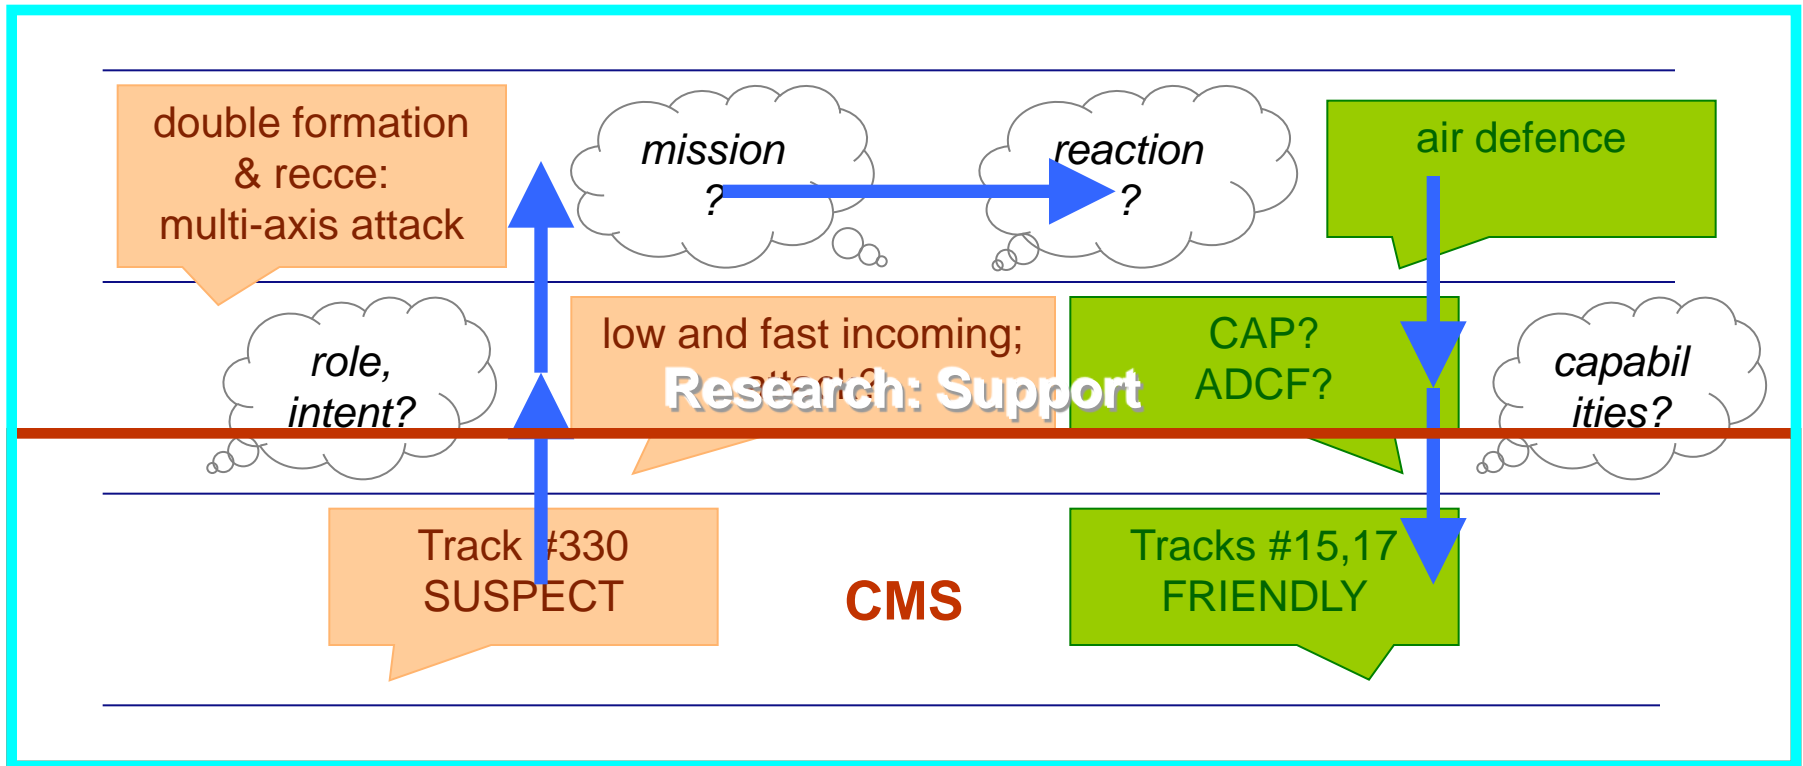 double formation
& recce:
multi-axis attack
mission
?
reaction
?
air defence
role,
intent?
low and fast incoming;
attack?
Research: Support
CAP?
ADCF?
capabil
ities?
Track #330
SUSPECT
CMS
Tracks #15,17
FRIENDLY